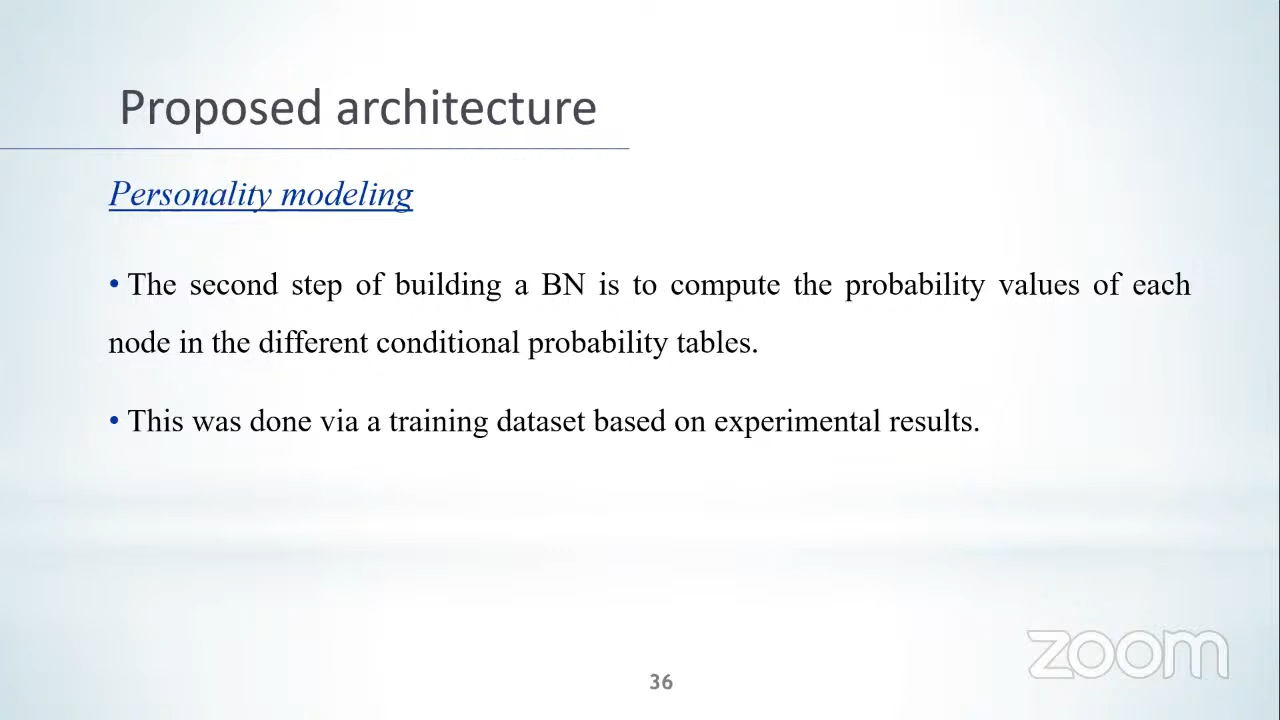 Proposed architecture
Personality modeling
• The second step of building a BN is to compute the probability values of each
node in the different conditional probability tables.
• This was done via a training dataset based on experimental results.
zoom
36